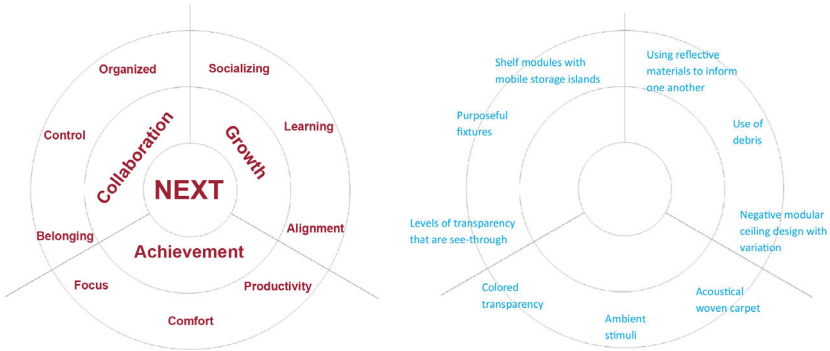 Organized
Socializing
Control
Learning
Collaboration
Growth
NEXT
Belonging
Alignment
Achievement
Focus
Productivity
Comfort
Shelf modules with
mobile storage islands
Using reflective
materials to inform
one another
Purposeful
fixtures
Use of
debris
Levels of transparency
that are see-through
Negative modular
ceiling design with
variation
Colored
transparency
Acoustical
woven carpet
Ambient
stimuli